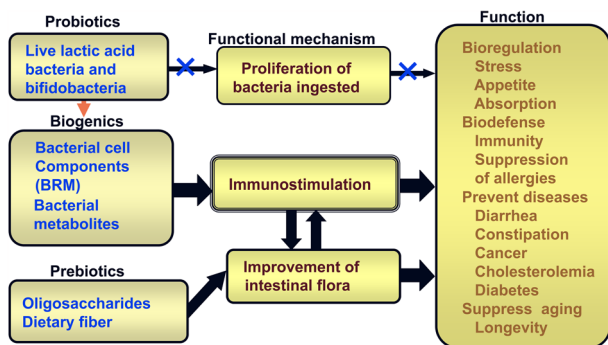 Probiotics
Live lactic acid
bacteria and
bifidobacteria
Functional mechanism
Proliferation of
bacteria ingested
Biogenics
Bacterial cell
Components
(BRM)
Bacterial
metabolites
Immunostimulation
Prebiotics
Oligosaccharides
Dietary fiber
Improvement of
intestinal flora
Function
Bioregulation
Stress
Appetite
Absorption
Biodefense
Immunity
Suppression
of allergies
Prevent diseases
Diarrhea
Constipation
Cancer
Cholesterolemia
Diabetes
Suppress aging
Longevity